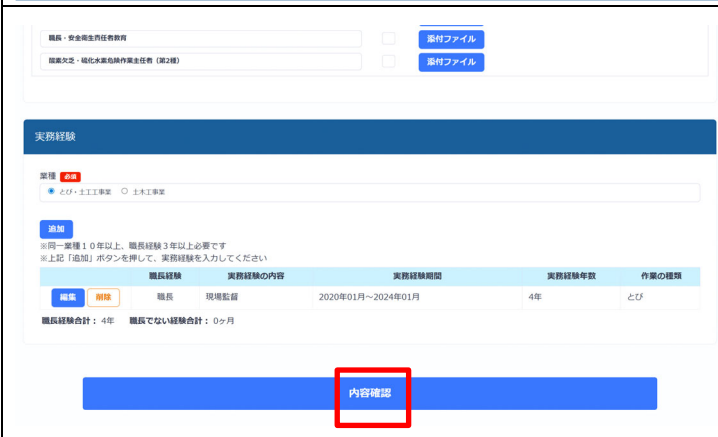 職長・安全衛生責任者教育
添付ファイル
酸素欠乏・硫化水素危険作業主任者（第2種）
添付ファイル
実務経験
業種 必須
とび・土工工事業 土木工事業
追加
※同一業種１０年以上、職長経験３年以上必要です
※上記「追加」ボタンを押して、実務経験を入力してください
職長経験 実務経験の内容 実務経験期間 実務経験年数 作業の種類
編集 削除 職長 現場監督 2020年01月～2024年01月 4年 とび
職長経験合計： 4年 職長でない経験合計： 0ヶ月
内容確認